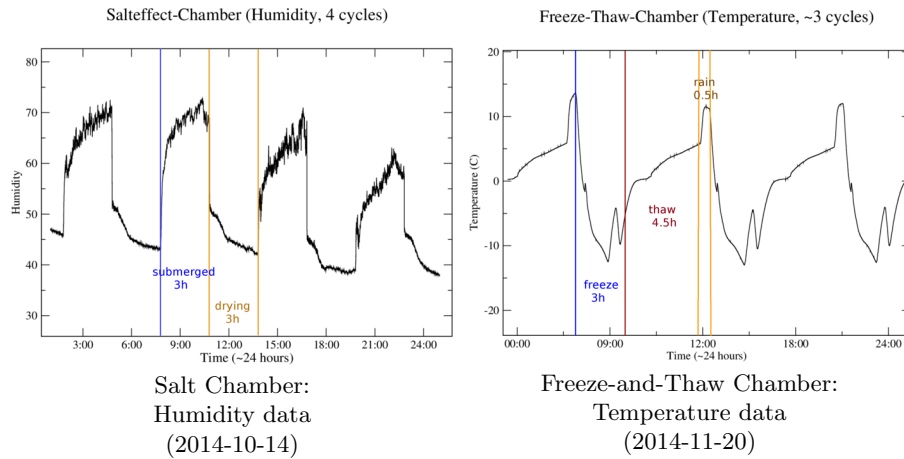 Salteffect-Chamber (Humidity, 4 cycles)
80
70
60
50
40
30
Humidity
submerged
3h
drying
3h
3:00
6:00
9:00
12:00
15:00
18:00
21:00
24:00
Time (~24 hours)
Salt Chamber:
Humidity data
(2014-10-14)
Freeze-Thaw-Chamber (Temperature, ~3 cycles)
20
10
0
-10
-20
Temperature (C)
rain
0.5h
thaw
4.5h
freeze
3h
00:00
09:00
12:00
18:00
24:00
Time (~24 hours)
Freeze-and-Thaw Chamber:
Temperature data
(2014-11-20)